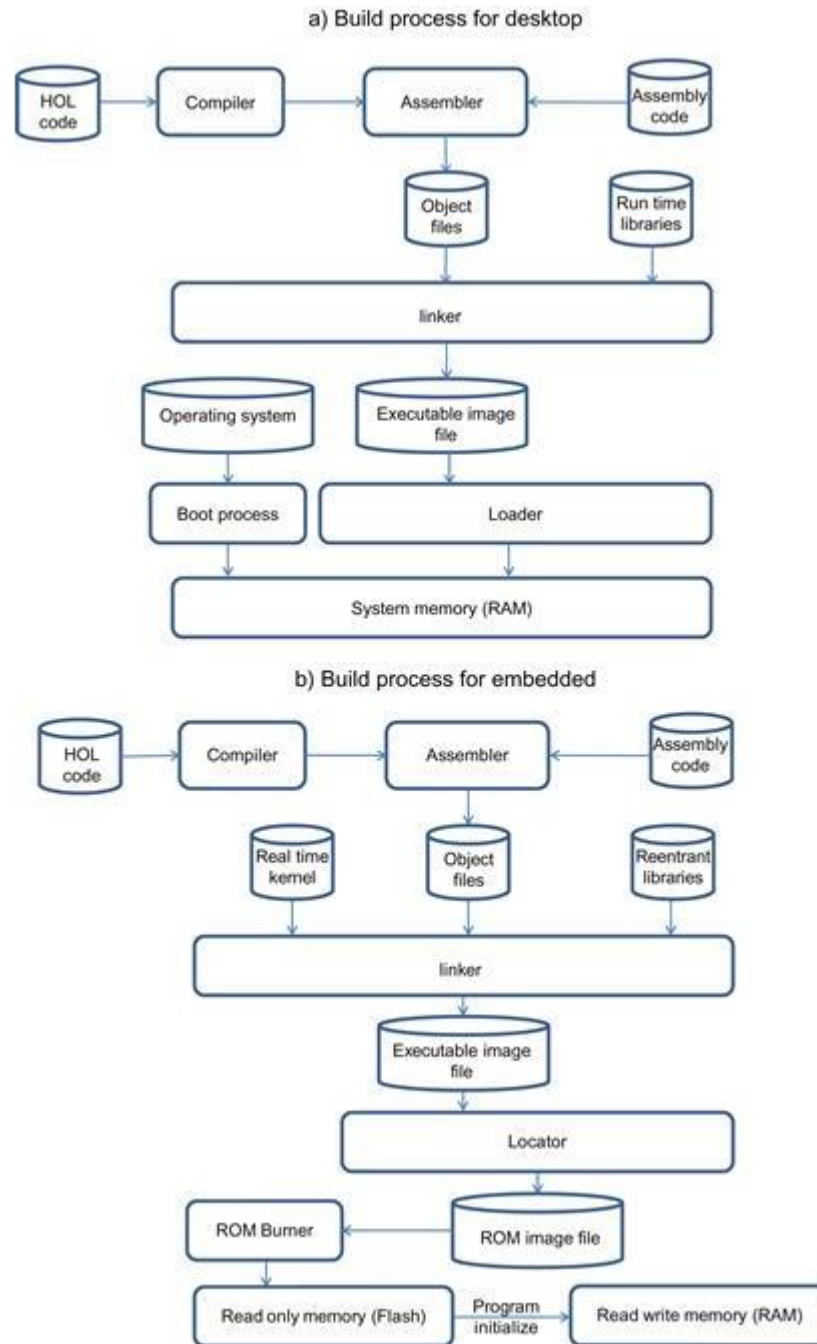 a) Build process for desktop
HOL
code
Compiler
Assembler
Assembly
code
Object
files
Run time
libraries
linker
Operating system
Executable image
file
Boot process
Loader
System memory (RAM)
b) Build process for embedded
HOL
code
Compiler
Assembler
Assembly
code
Real time
kernel
Object
files
Reentrant
libraries
linker
Executable image
file
Locator
ROM Burner
ROM image file
Read only memory (Flash)
Program
initialize
Read write memory (RAM)